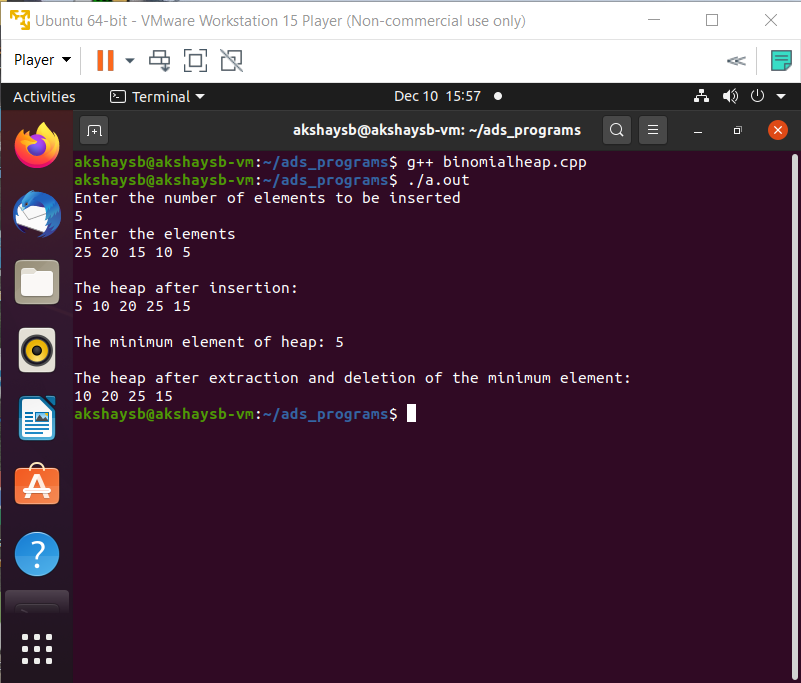 Ubuntu 64-bit - VMware Workstation 15 Player (Non-commercial use only)
Player
Activities Terminal Dec 10 15:57
akshaysb@akshaysb-vm: ~/ads_programs
akshaysb@akshaysb-vm:~/ads_programs$ g++ binomialheap.cpp
akshaysb@akshaysb-vm:~/ads_programs$ ./a.out
Enter the number of elements to be inserted
5
Enter the elements
25 20 15 10 5
The heap after insertion:
5 10 20 25 15
The minimum element of heap: 5
The heap after extraction and deletion of the minimum element:
10 20 25 15
akshaysb@akshaysb-vm:~/ads_programs$